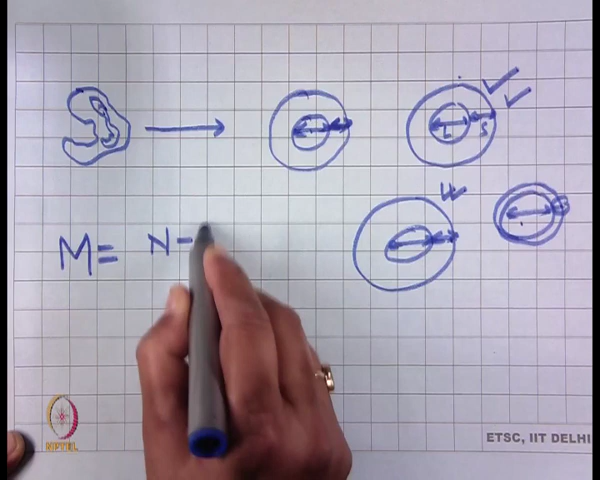 L S
M = N -
NPTEL
ETSC, IIT DELHI